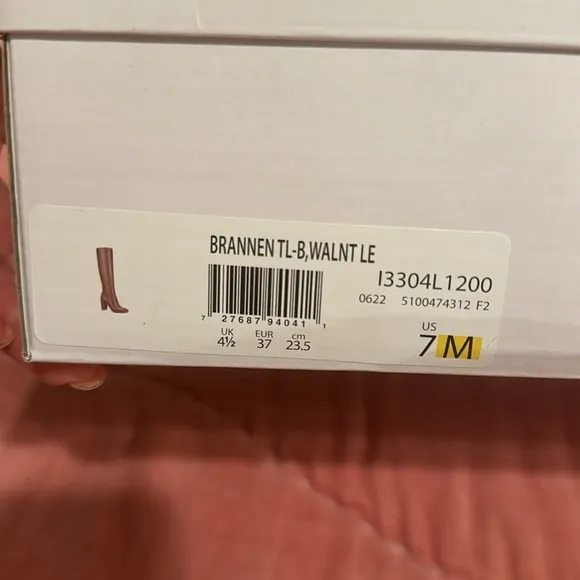 BRANNEN TL-B,WALNT LE
I3304L1200
0622 5100474312 F2
7 27687 94041 1
UK EUR cm
4½ 37 23.5
US
7 M